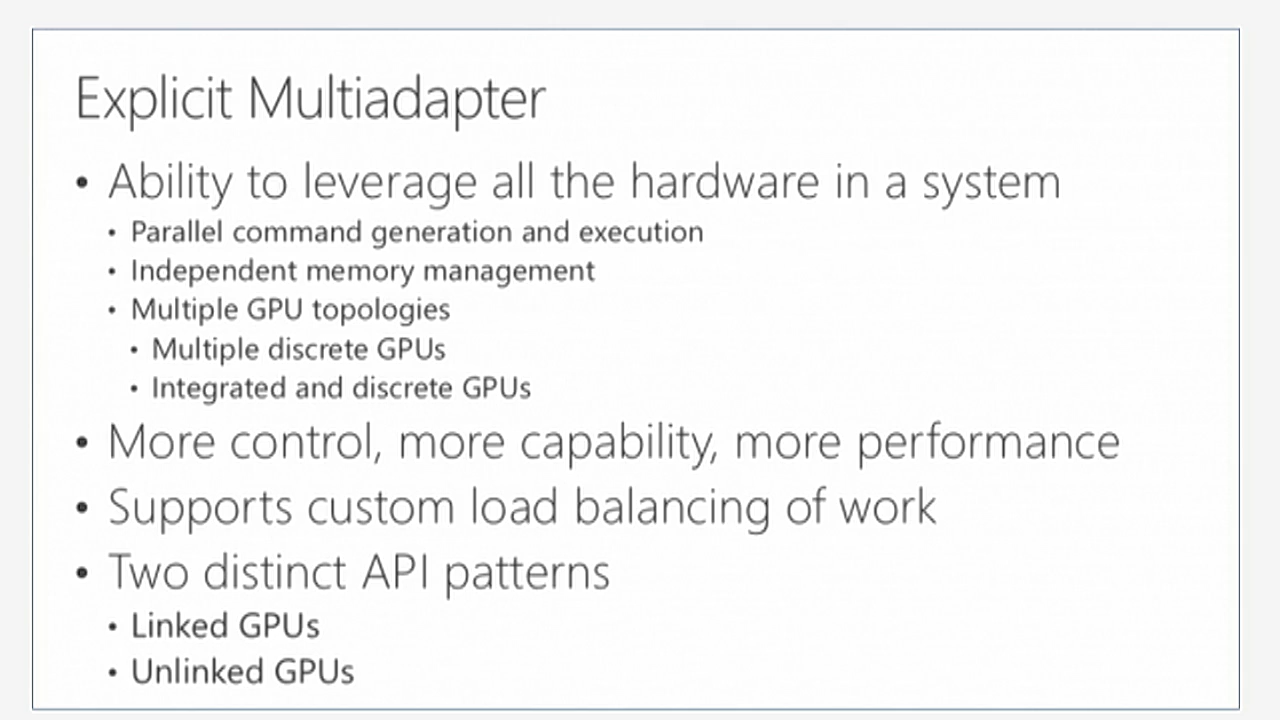 Explicit Multiadapter
• Ability to leverage all the hardware in a system
• Parallel command generation and execution
• Independent memory management
• Multiple GPU topologies
• Multiple discrete GPUs
• Integrated and discrete GPUs
• More control, more capability, more performance
• Supports custom load balancing of work
• Two distinct API patterns
• Linked GPUs
• Unlinked GPUs